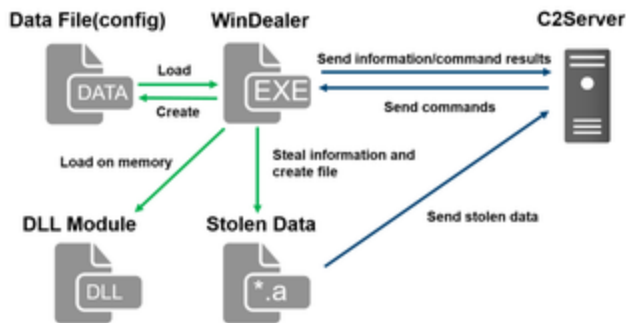 Data File(config)
WinDealer
C2Server
Load
DATA
EXE
Create
Send information/command results
Send commands
Load on memory
Steal information and
create file
Send stolen data
DLL Module
Stolen Data
DLL
*.a